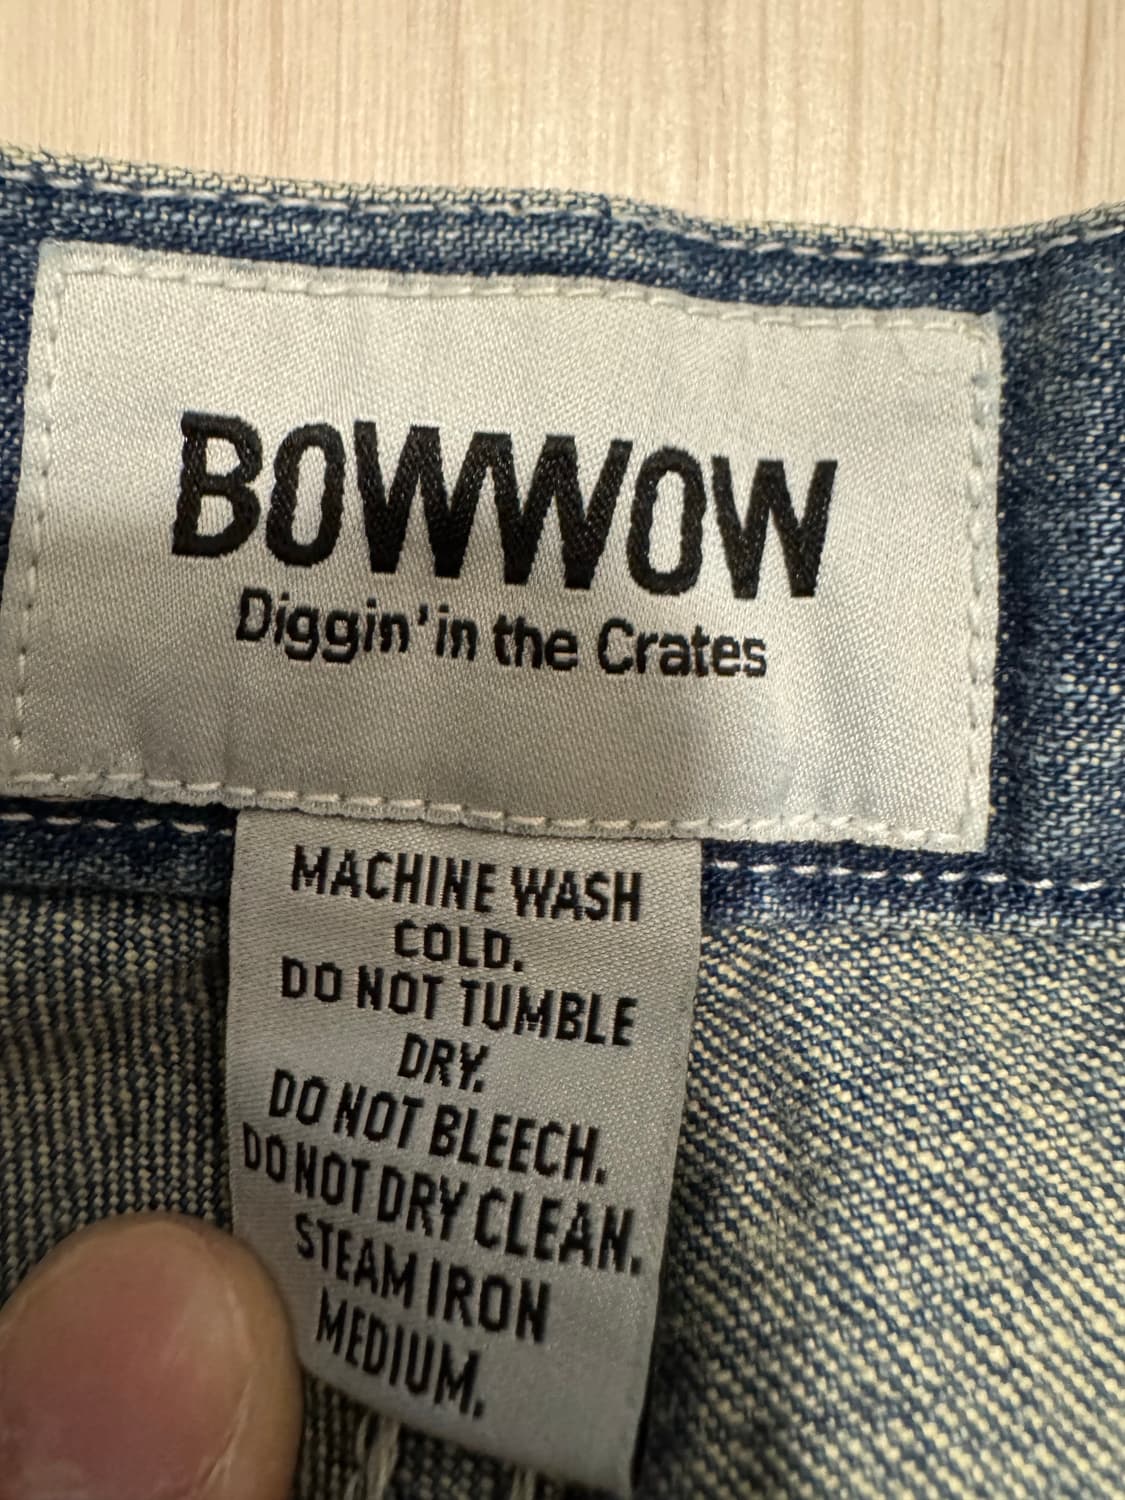 BOWWOW
Diggin' in the Crates
MACHINE WASH
COLD.
DO NOT TUMBLE
DRY.
DO NOT BLEECH.
DO NOT DRY CLEAN.
STEAM IRON
MEDIUM.